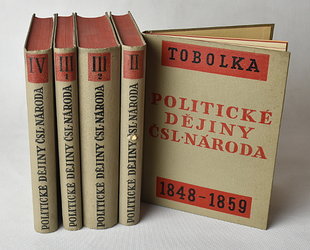 IV
POLITICKÉ DĚJINY ČSL·NÁRODA
III
1
POLITICKÉ DĚJINY ČSL·NÁRODA
III
2
POLITICKÉ DĚJINY ČSL·NÁRODA
II
POLITICKÉ DĚJINY ČSL·NÁRODA
TOBOLKA
POLITICKÉ
DĚJINY
ČSL·NÁRODA
1848-1859